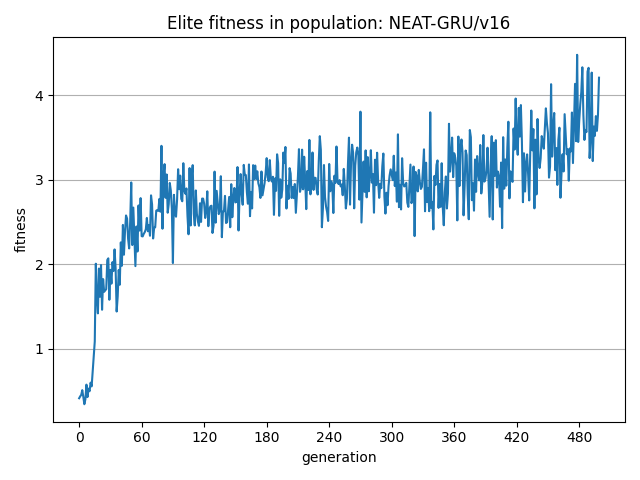 Elite fitness in population: NEAT-GRU/v16
fitness
4
3
2
1
0 60 120 180 240 300 360 420 480
generation